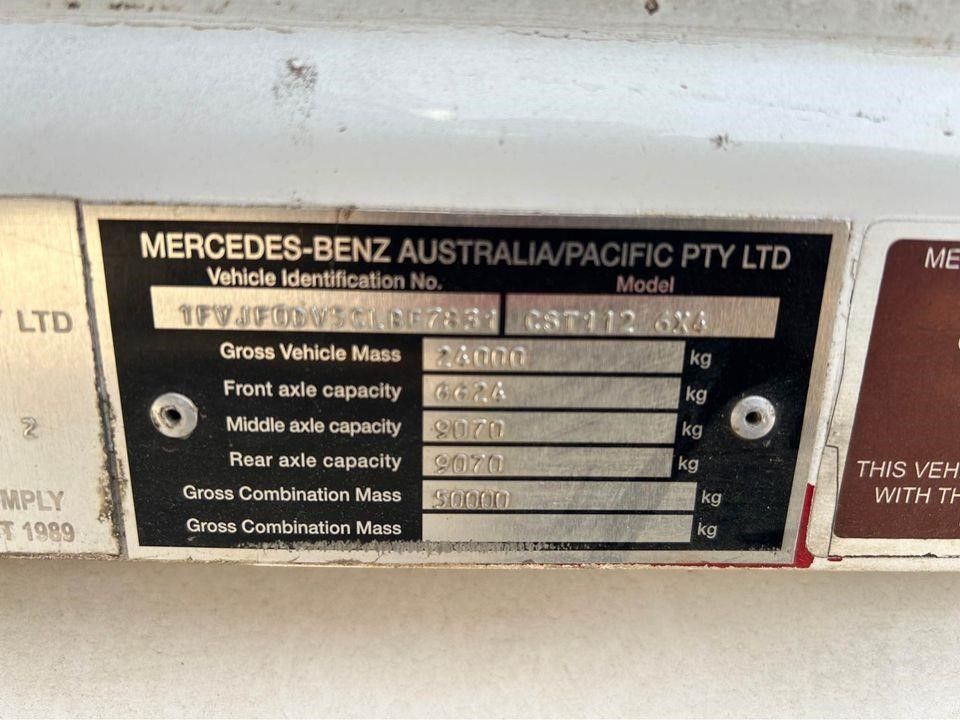 MERCEDES-BENZ AUSTRALIA/PACIFIC PTY LTD
Vehicle Identification No. Model
1FVJF0DV3CLBF7831 CST112 6X4
Gross Vehicle Mass 24000 kg
Front axle capacity 6624 kg
Middle axle capacity 9070 kg
Rear axle capacity 9070 kg
Gross Combination Mass 50000 kg
Gross Combination Mass kg
LTD
2
MPLY
1989
ME
THIS VEH
WITH TH